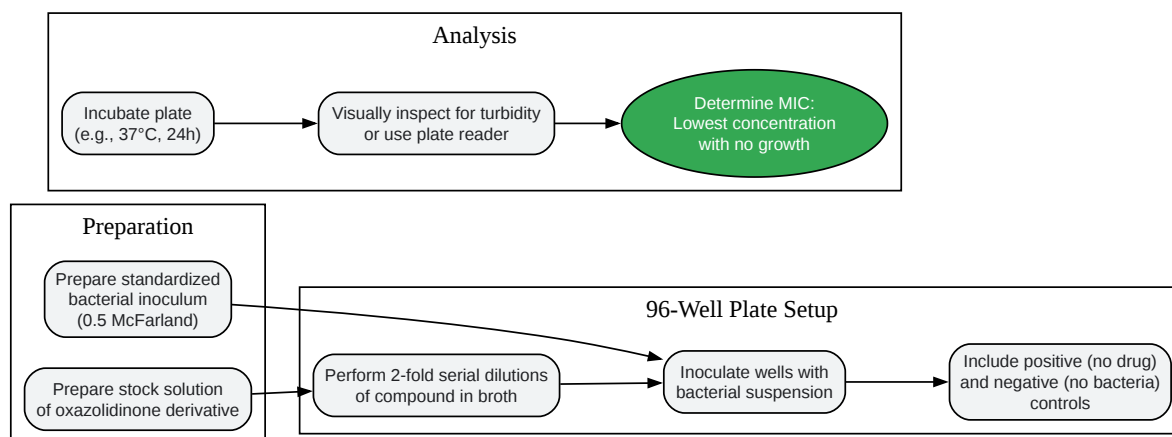 Analysis
Incubate plate
(e.g., 37°C, 24h)
Visually inspect for turbidity
or use plate reader
Determine MIC:
Lowest concentration
with no growth
Preparation
Prepare standardized
bacterial inoculum
(0.5 McFarland)
Prepare stock solution
of oxazolidinone derivative
96-Well Plate Setup
Perform 2-fold serial dilutions
of compound in broth
Inoculate wells with
bacterial suspension
Include positive (no drug)
and negative (no bacteria)
controls